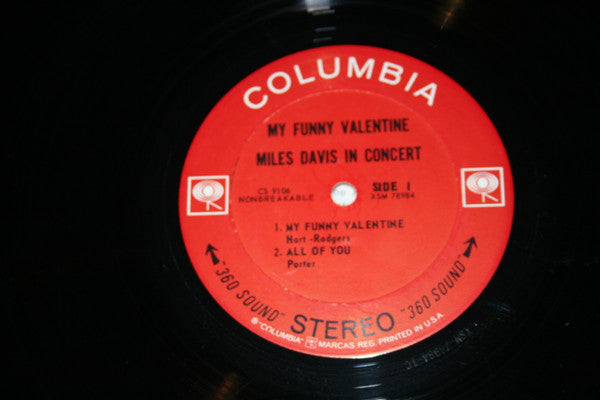 COLUMBIA
MY FUNNY VALENTINE
MILES DAVIS IN CONCERT
CS 9106
NONBREAKABLE
SIDE 1
XSM 78984
1. MY FUNNY VALENTINE
Hart-Rodgers
2. ALL OF YOU
Porter
"360 SOUND" STEREO "360 SOUND"
® "COLUMBIA" MARCAS REG. PRINTED IN U.S.A.